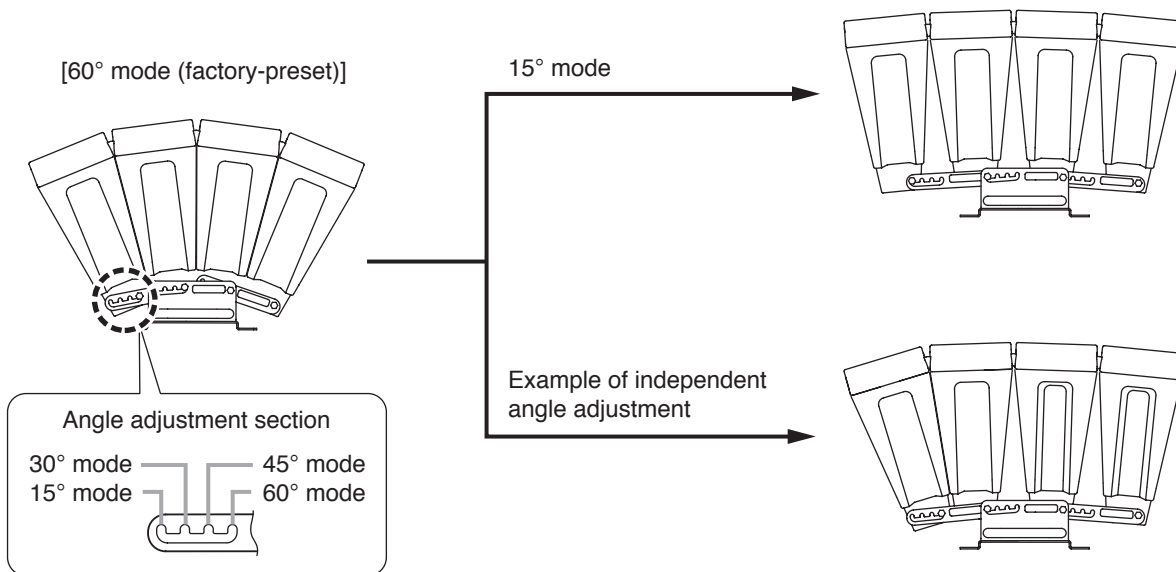 [60° mode (factory-preset)]
15° mode
Example of independent
angle adjustment
Angle adjustment section
30° mode
45° mode
15° mode
60° mode